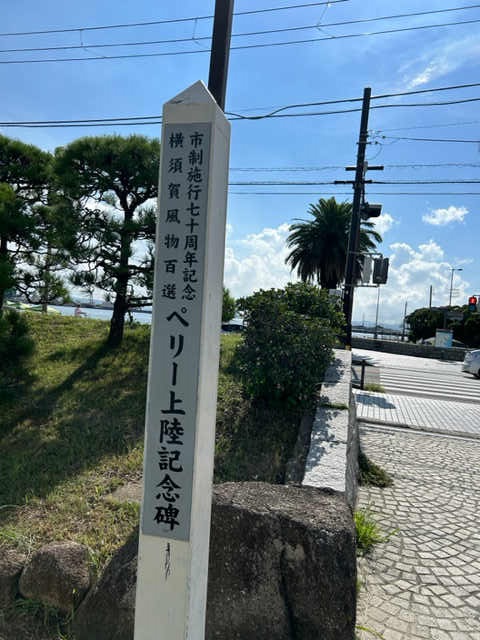 市制施行七十周年記念
横須賀風物百選
ペリー上陸記念碑